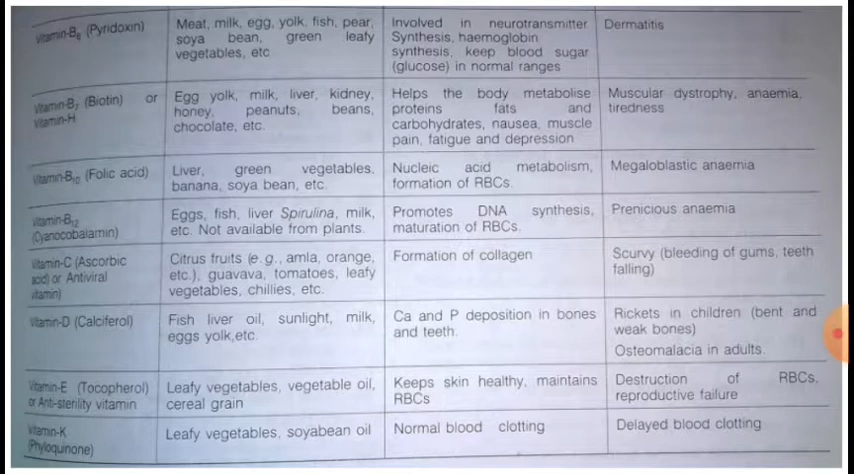 Vitamin-B6 (Pyridoxin)
Meat, milk, egg, yolk, fish, pear,
soya bean, green leafy
vegetables, etc
Involved in neurotransmitter
Synthesis, haemoglobin
synthesis, keep blood sugar
(glucose) in normal ranges
Dermatitis
Vitamin-B7 (Biotin) or
Vitamin-H
Egg yolk, milk, liver, kidney,
honey, peanuts, beans,
chocolate, etc.
Helps the body metabolise
proteins fats and
carbohydrates, nausea, muscle
pain, fatigue and depression
Muscular dystrophy, anaemia,
tiredness
Vitamin-B10 (Folic acid)
Liver, green vegetables,
banana, soya bean, etc.
Nucleic acid metabolism,
formation of RBCs.
Megaloblastic anaemia
Vitamin-B12
(Cyanocobalamin)
Eggs, fish, liver Spirulina, milk,
etc. Not available from plants.
Promotes DNA synthesis,
maturation of RBCs.
Prenicious anaemia
Vitamin-C (Ascorbic
acid) or Antiviral
vitamin)
Citrus fruits (e.g., amla, orange,
etc.), guavava, tomatoes, leafy
vegetables, chillies, etc.
Formation of collagen
Scurvy (bleeding of gums, teeth
falling)
Vitamin-D (Calciferol)
Fish liver oil, sunlight, milk,
eggs yolk,etc.
Ca and P deposition in bones
and teeth.
Rickets in children (bent and
weak bones)
Osteomalacia in adults.
Vitamin-E (Tocopherol)
or Anti-sterility vitamin
Leafy vegetables, vegetable oil,
cereal grain
Keeps skin healthy, maintains
RBCs
Destruction of RBCs,
reproductive failure
Vitamin-K
(Phyloquinone)
Leafy vegetables, soyabean oil
Normal blood clotting
Delayed blood clotting